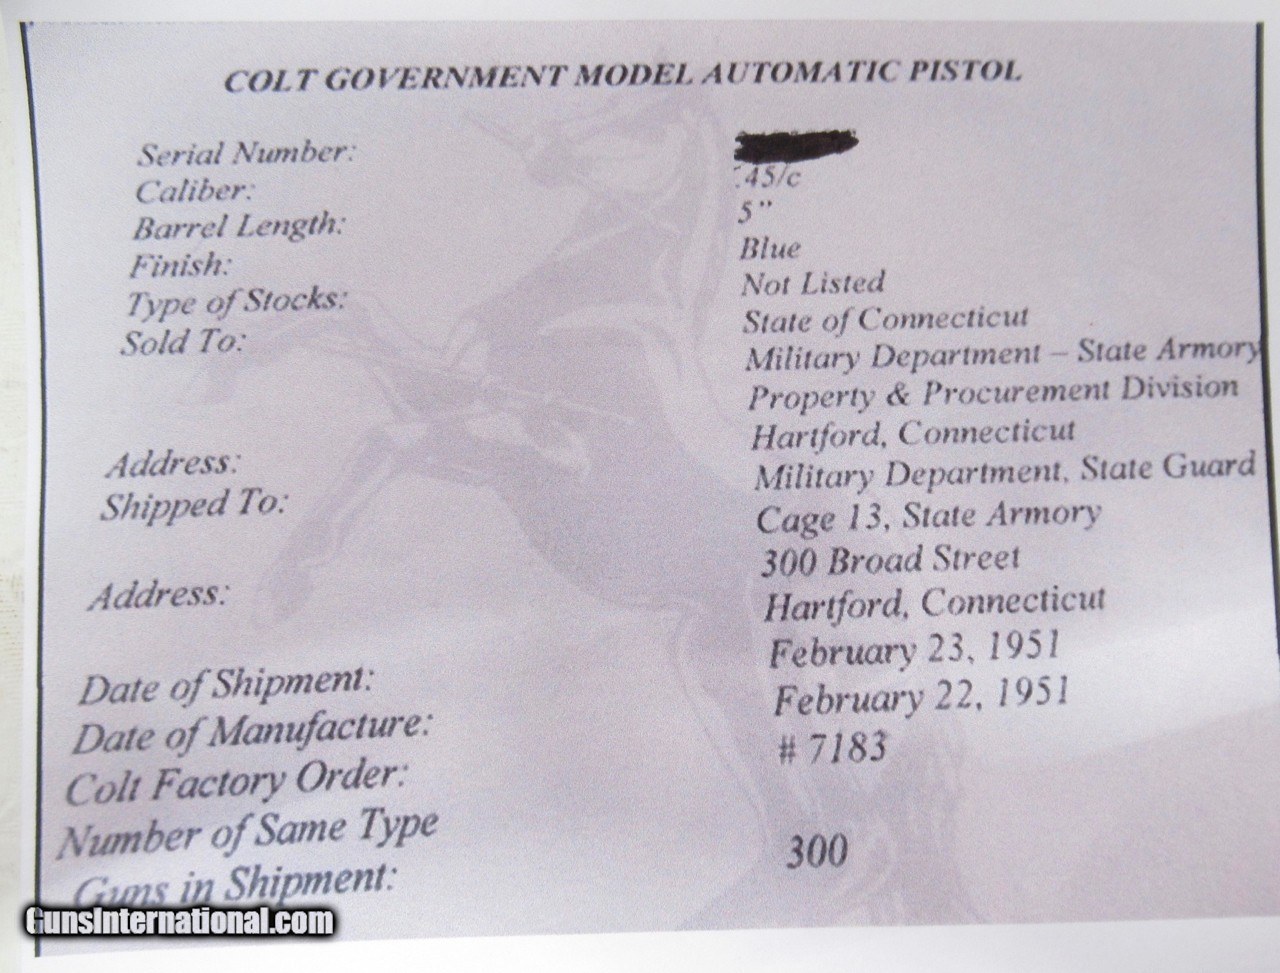 COLT GOVERNMENT MODEL AUTOMATIC PISTOL
Serial Number:
Caliber: .45/c
Barrel Length: 5"
Finish: Blue
Type of Stocks: Not Listed
Sold To: State of Connecticut
Military Department – State Armory
Property & Procurement Division
Address: Hartford, Connecticut
Shipped To: Military Department, State Guard
Cage 13, State Armory
300 Broad Street
Address: Hartford, Connecticut
Date of Shipment: February 23, 1951
Date of Manufacture: February 22, 1951
Colt Factory Order: # 7183
Number of Same Type
Guns in Shipment: 300
GunsInternational.com